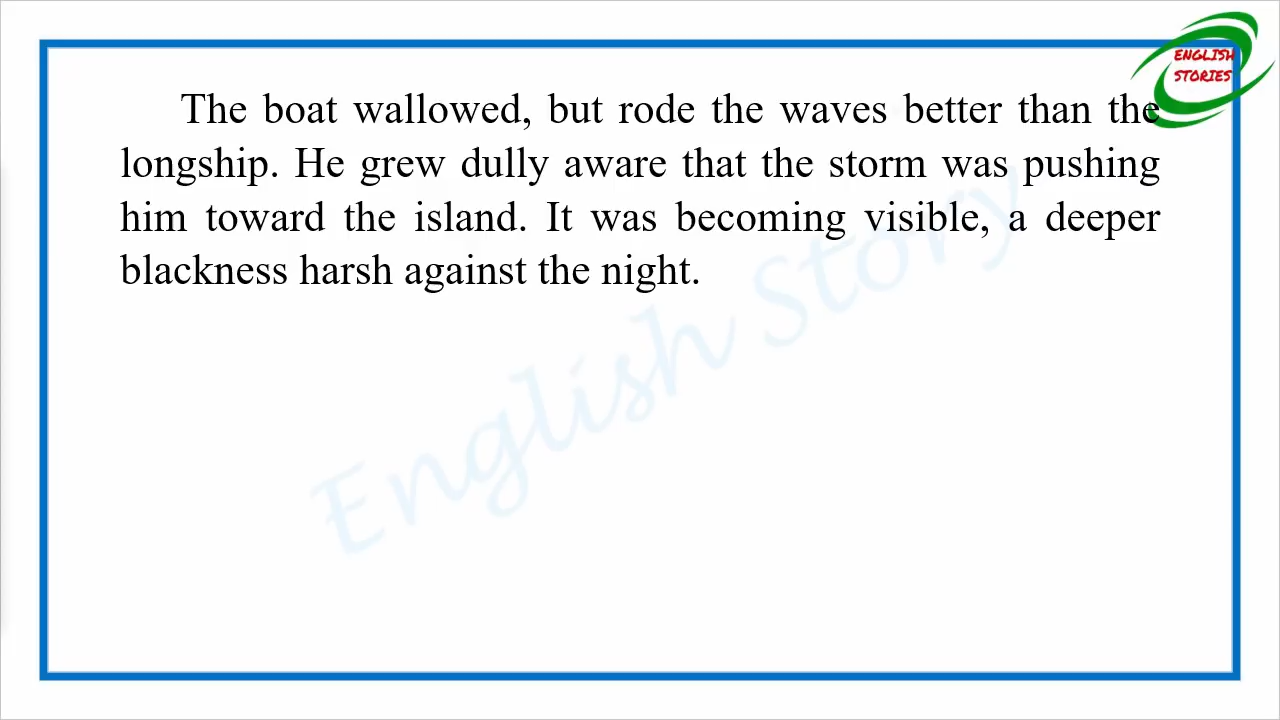 ENGLISH
STORIES
The boat wallowed, but rode the waves better than the
longship. He grew dully aware that the storm was pushing
him toward the island. It was becoming visible, a deeper
blackness harsh against the night.
English Story